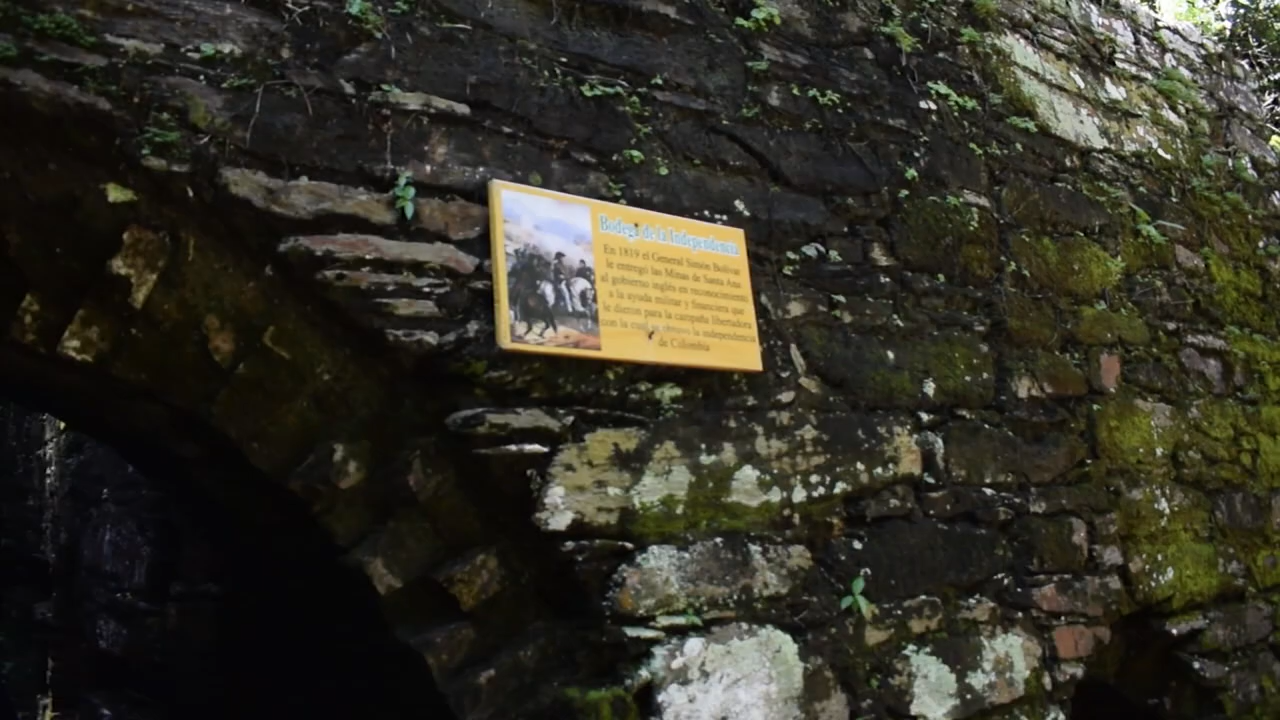 Bodega de la Independencia
En 1819 el General Simón Bolívar
le entregó las Minas de Santa Ana
al gobierno inglés en reconocimiento
a la ayuda militar y financiera que
le dieron para la campaña libertadora
con la cual se obtuvo la independencia
de Colombia